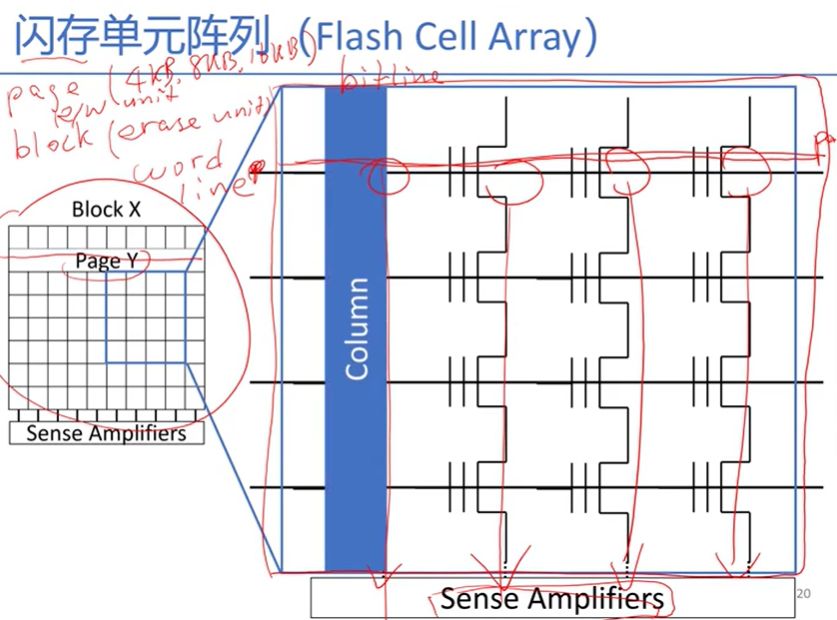 闪存单元阵列（Flash Cell Array）
page (4KB, 8KB, 16KB)
r/w unit
block (erase unit)
bitline
word
line
Block X
Page Y
Sense Amplifiers
Column
Sense Amplifiers
20